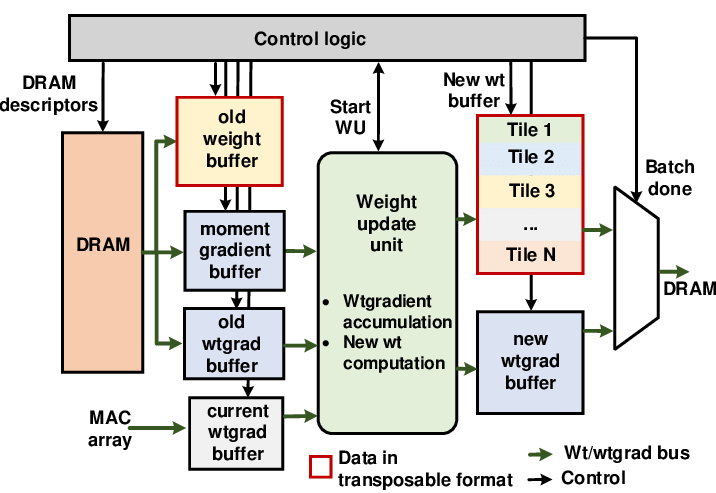 Control logic
DRAM
descriptors
New wt
buffer
Start
WU
old
weight
buffer
Tile 1
Tile 2
Tile 3
...
Tile N
Batch
done
Weight
update
unit
DRAM
moment
gradient
buffer
DRAM
• Wtgradient
accumulation
• New wt
computation
old
wtgrad
buffer
new
wtgrad
buffer
MAC
array
current
wtgrad
buffer
Data in
transposable format
Wt/wtgrad bus
Control